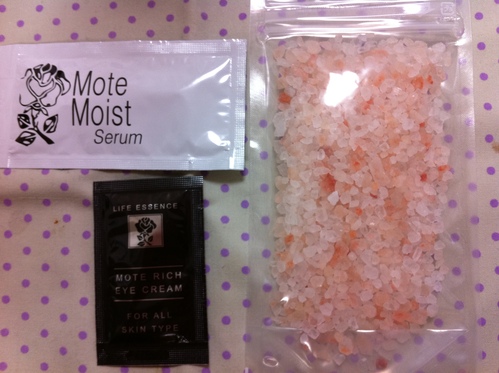 Mote
Moist
Serum
LIFE ESSENCE
MOTE RICH
EYE CREAM
FOR ALL
SKIN TYPE